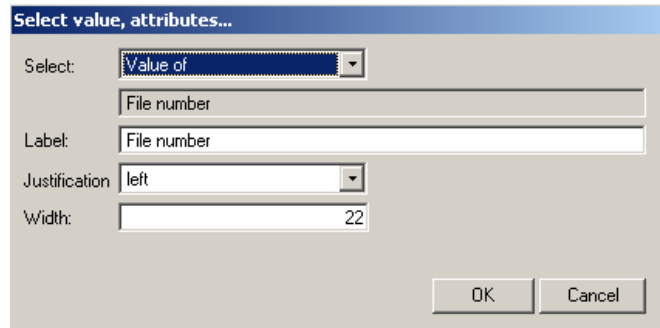 Select value, attributes...
Select: Value of
File number
Label: File number
Justification left
Width: 22
OK Cancel